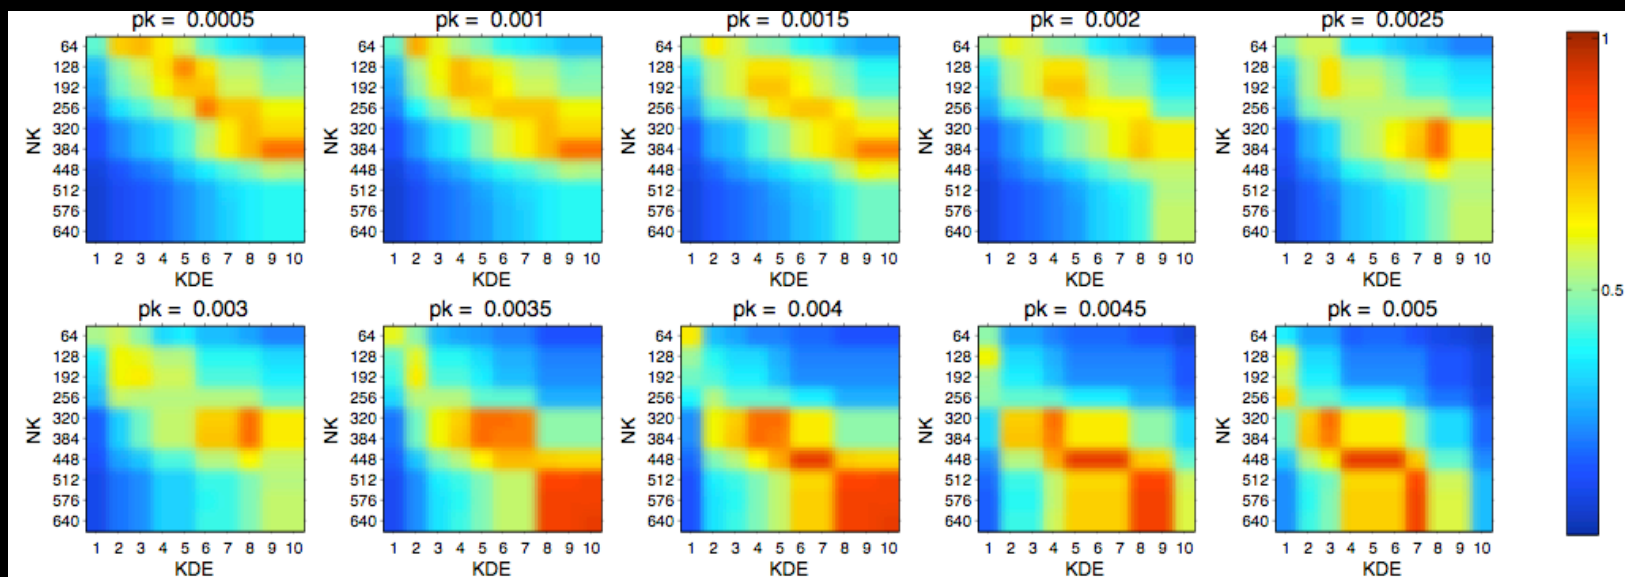 pk = 0.0005
pk = 0.001
pk = 0.0015
pk = 0.002
pk = 0.0025
1
0.5
NK
64
128
192
256
320
384
448
512
576
640
1 2 3 4 5 6 7 8 9 10
KDE
NK
64
128
192
256
320
384
448
512
576
640
1 2 3 4 5 6 7 8 9 10
KDE
NK
64
128
192
256
320
384
448
512
576
640
1 2 3 4 5 6 7 8 9 10
KDE
NK
64
128
192
256
320
384
448
512
576
640
1 2 3 4 5 6 7 8 9 10
KDE
NK
64
128
192
256
320
384
448
512
576
640
1 2 3 4 5 6 7 8 9 10
KDE
pk = 0.003
pk = 0.0035
pk = 0.004
pk = 0.0045
pk = 0.005
NK
64
128
192
256
320
384
448
512
576
640
1 2 3 4 5 6 7 8 9 10
KDE
NK
64
128
192
256
320
384
448
512
576
640
1 2 3 4 5 6 7 8 9 10
KDE
NK
64
128
192
256
320
384
448
512
576
640
1 2 3 4 5 6 7 8 9 10
KDE
NK
64
128
192
256
320
384
448
512
576
640
1 2 3 4 5 6 7 8 9 10
KDE
NK
64
128
192
256
320
384
448
512
576
640
1 2 3 4 5 6 7 8 9 10
KDE